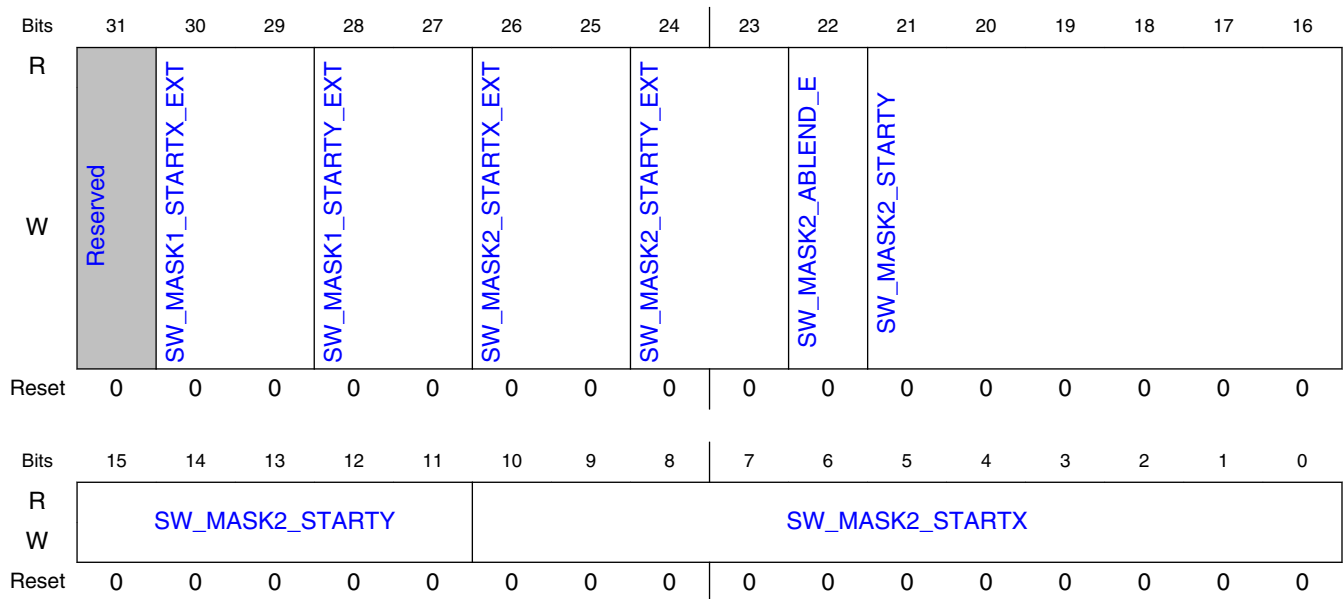 Bits 31 30 29 28 27 26 25 24 23 22 21 20 19 18 17 16
R
W
Reserved
SW_MASK1_STARTX_EXT
SW_MASK1_STARTY_EXT
SW_MASK2_STARTX_EXT
SW_MASK2_STARTY_EXT
SW_MASK2_ABLEND_E
SW_MASK2_STARTY
Reset 0 0 0 0 0 0 0 0 0 0 0 0 0 0 0 0
Bits 15 14 13 12 11 10 9 8 7 6 5 4 3 2 1 0
R
W
SW_MASK2_STARTY SW_MASK2_STARTX
Reset 0 0 0 0 0 0 0 0 0 0 0 0 0 0 0 0